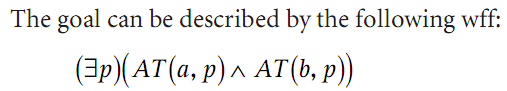 The goal can be described by the following wff:
(∃p)(AT(a, p) ∧ AT(b, p))